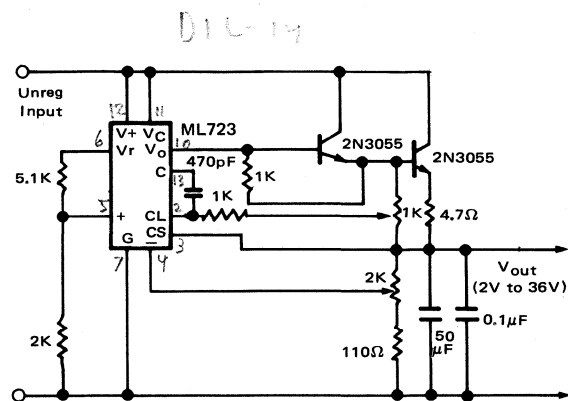 DIL-14
Unreg
Input
12
11
V+
VC
ML723
6
Vr
Vo
10
2N3055
2N3055
470pF
C
13
1K
5.1K
1K
1K
4.7Ω
5
+
CL
2
CS
3
G
−
7
4
2K
Vout
(2V to 36V)
2K
110Ω
50
μF
0.1μF